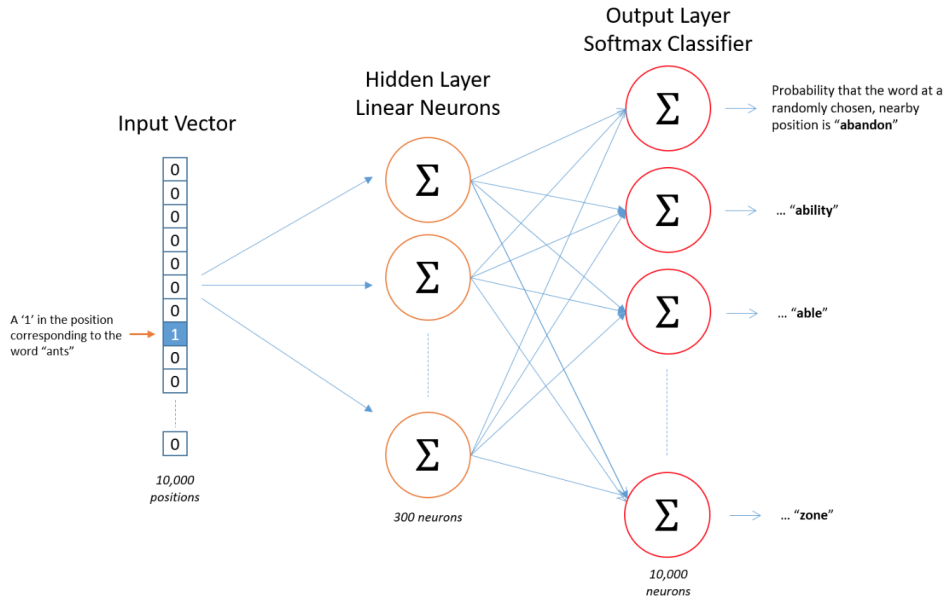 Input Vector
0
0
0
0
0
0
0
1
0
0
0
A '1' in the position
corresponding to the
word "ants"
10,000
positions
Hidden Layer
Linear Neurons
Σ
Σ
Σ
300 neurons
Output Layer
Softmax Classifier
Σ
Σ
Σ
Σ
10,000
neurons
Probability that the word at a
randomly chosen, nearby
position is "abandon"
... "ability"
... "able"
... "zone"